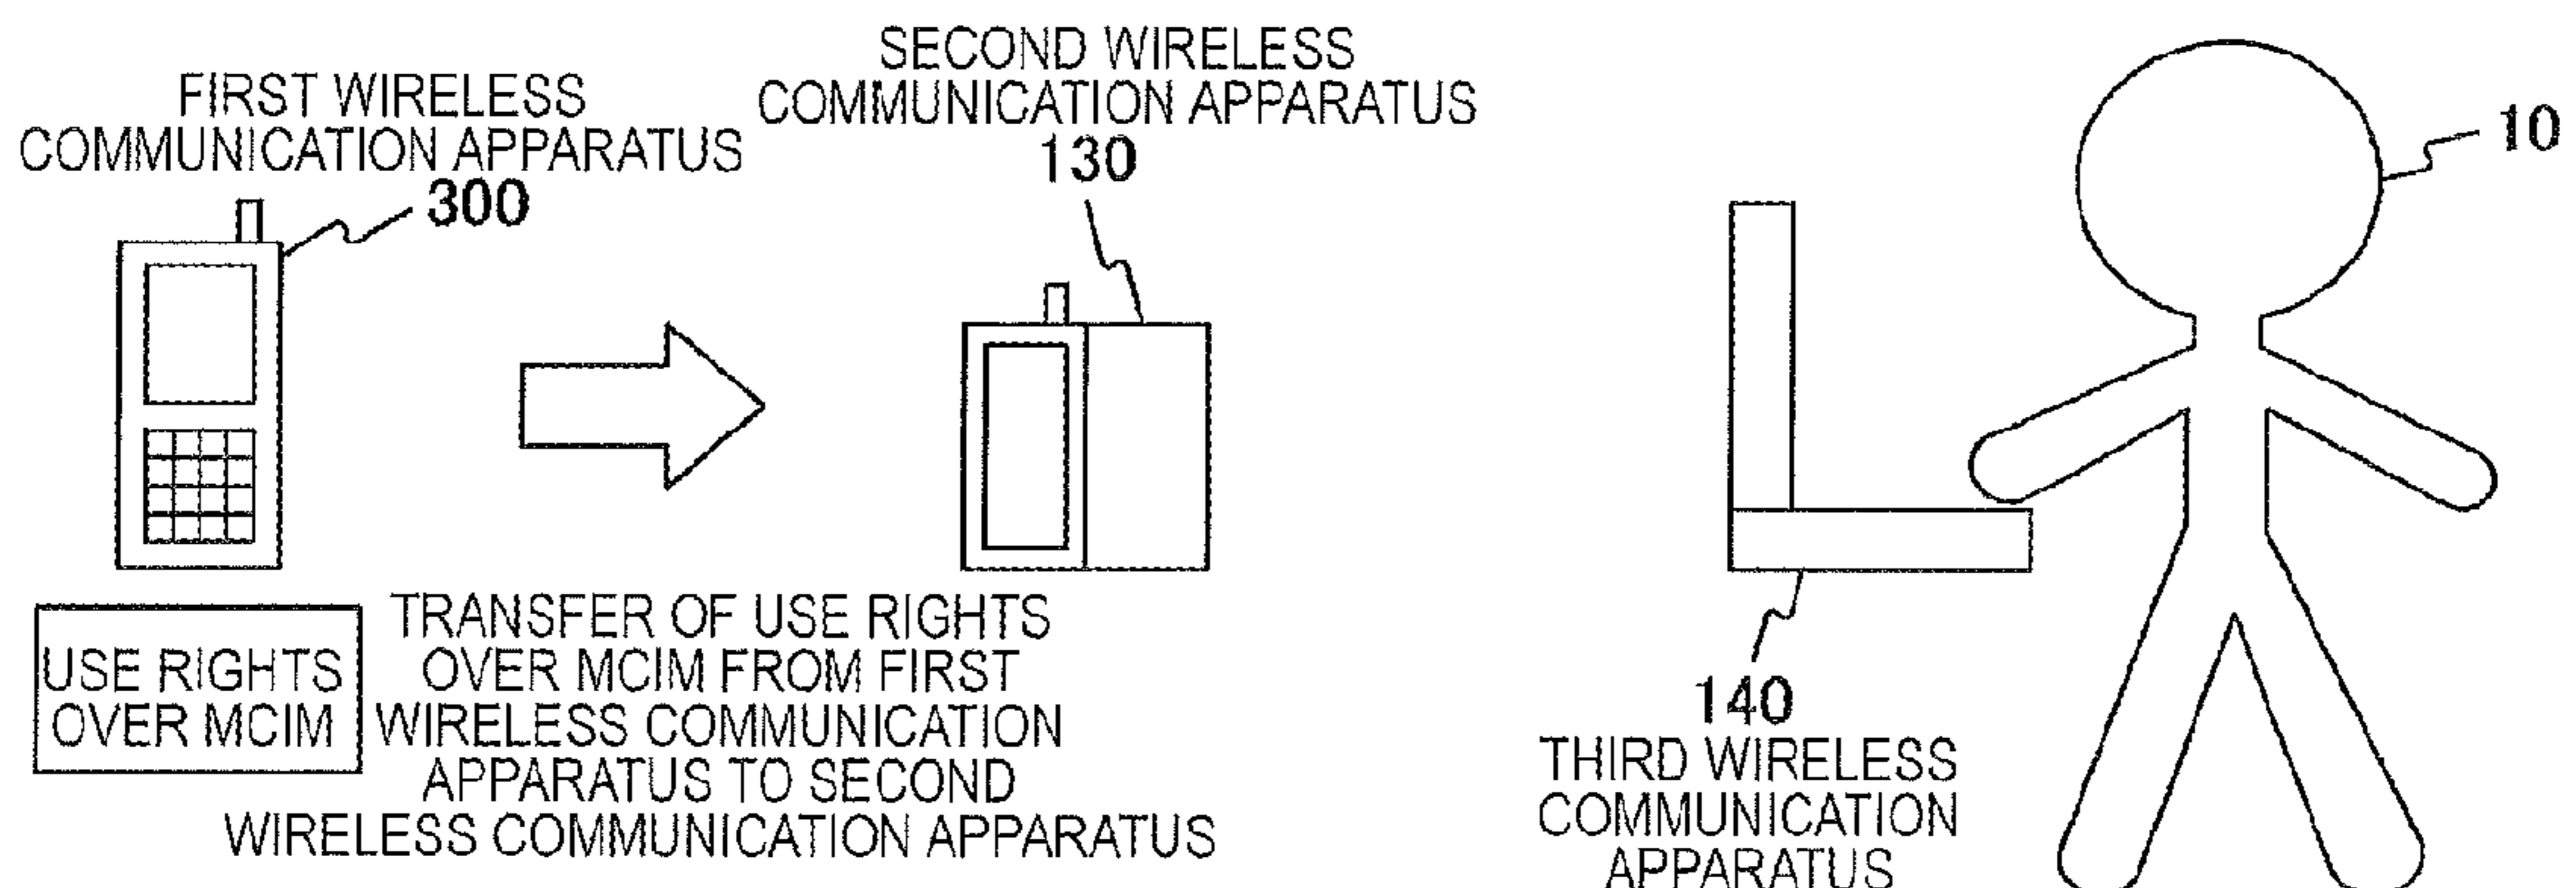 FIRST WIRELESS
COMMUNICATION APPARATUS
300
SECOND WIRELESS
COMMUNICATION APPARATUS
130
10
USE RIGHTS
OVER MCIM
TRANSFER OF USE RIGHTS
OVER MCIM FROM FIRST
WIRELESS COMMUNICATION
APPARATUS TO SECOND
WIRELESS COMMUNICATION APPARATUS
140
THIRD WIRELESS
COMMUNICATION
APPARATUS